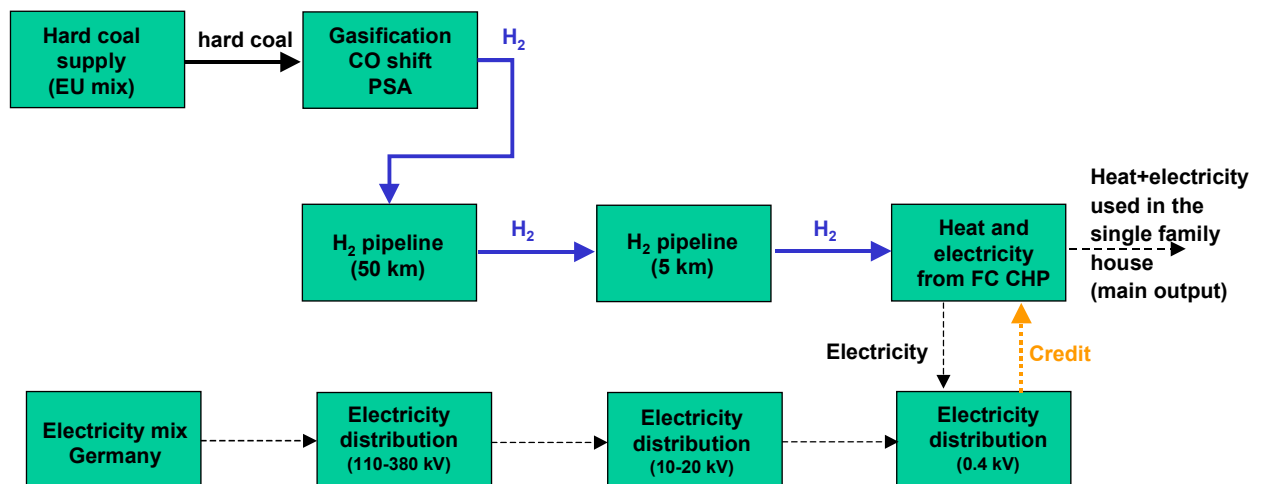 Hard coal
supply
(EU mix)
hard coal
Gasification
CO shift
PSA
H₂
H₂ pipeline
(50 km)
H₂
H₂ pipeline
(5 km)
H₂
Heat and
electricity
from FC CHP
Heat+electricity
used in the
single family
house
(main output)
Electricity
Credit
Electricity mix
Germany
Electricity
distribution
(110-380 kV)
Electricity
distribution
(10-20 kV)
Electricity
distribution
(0.4 kV)